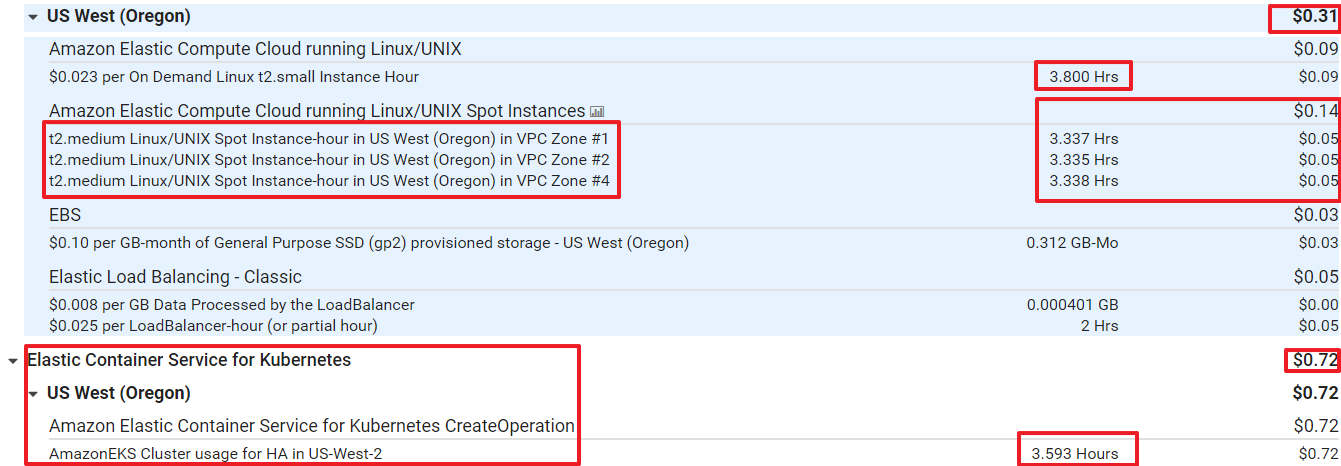 US West (Oregon) $0.31
Amazon Elastic Compute Cloud running Linux/UNIX $0.09
$0.023 per On Demand Linux t2.small Instance Hour 3.800 Hrs $0.09
Amazon Elastic Compute Cloud running Linux/UNIX Spot Instances $0.14
t2.medium Linux/UNIX Spot Instance-hour in US West (Oregon) in VPC Zone #1 3.337 Hrs $0.05
t2.medium Linux/UNIX Spot Instance-hour in US West (Oregon) in VPC Zone #2 3.335 Hrs $0.05
t2.medium Linux/UNIX Spot Instance-hour in US West (Oregon) in VPC Zone #4 3.338 Hrs $0.05
EBS $0.03
$0.10 per GB-month of General Purpose SSD (gp2) provisioned storage - US West (Oregon) 0.312 GB-Mo $0.03
Elastic Load Balancing - Classic $0.05
$0.008 per GB Data Processed by the LoadBalancer 0.000401 GB $0.00
$0.025 per LoadBalancer-hour (or partial hour) 2 Hrs $0.05
Elastic Container Service for Kubernetes $0.72
US West (Oregon) $0.72
Amazon Elastic Container Service for Kubernetes CreateOperation $0.72
AmazonEKS Cluster usage for HA in US-West-2 3.593 Hours $0.72